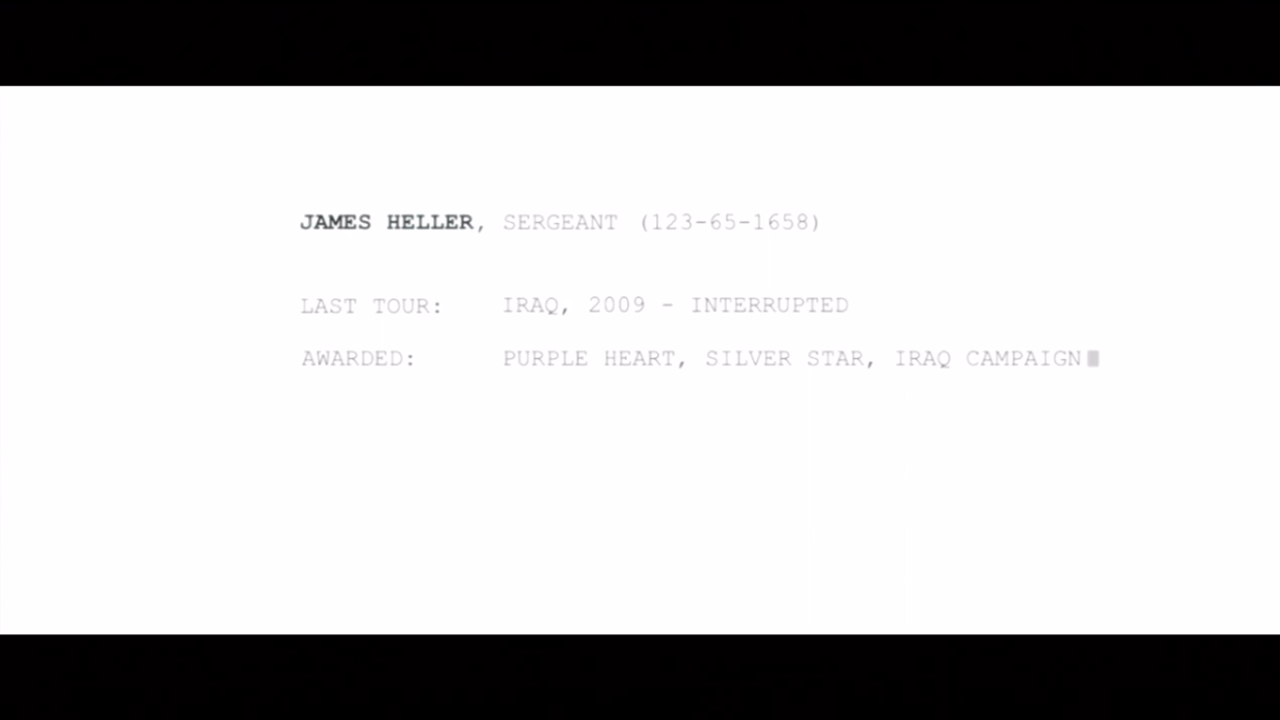 JAMES HELLER, SERGEANT (123-65-1658)
LAST TOUR: IRAQ, 2009 - INTERRUPTED
AWARDED: PURPLE HEART, SILVER STAR, IRAQ CAMPAIGN